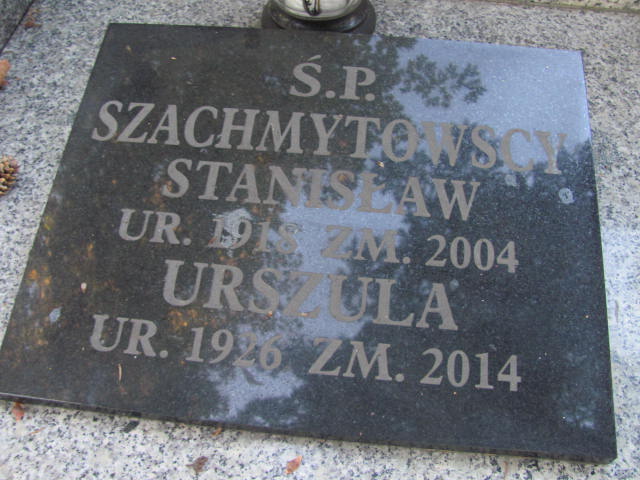 Ś.P.
SZACHMYTOWSCY
STANISŁAW
UR. 1918 ZM. 2004
URSZULA
UR. 1926 ZM. 2014